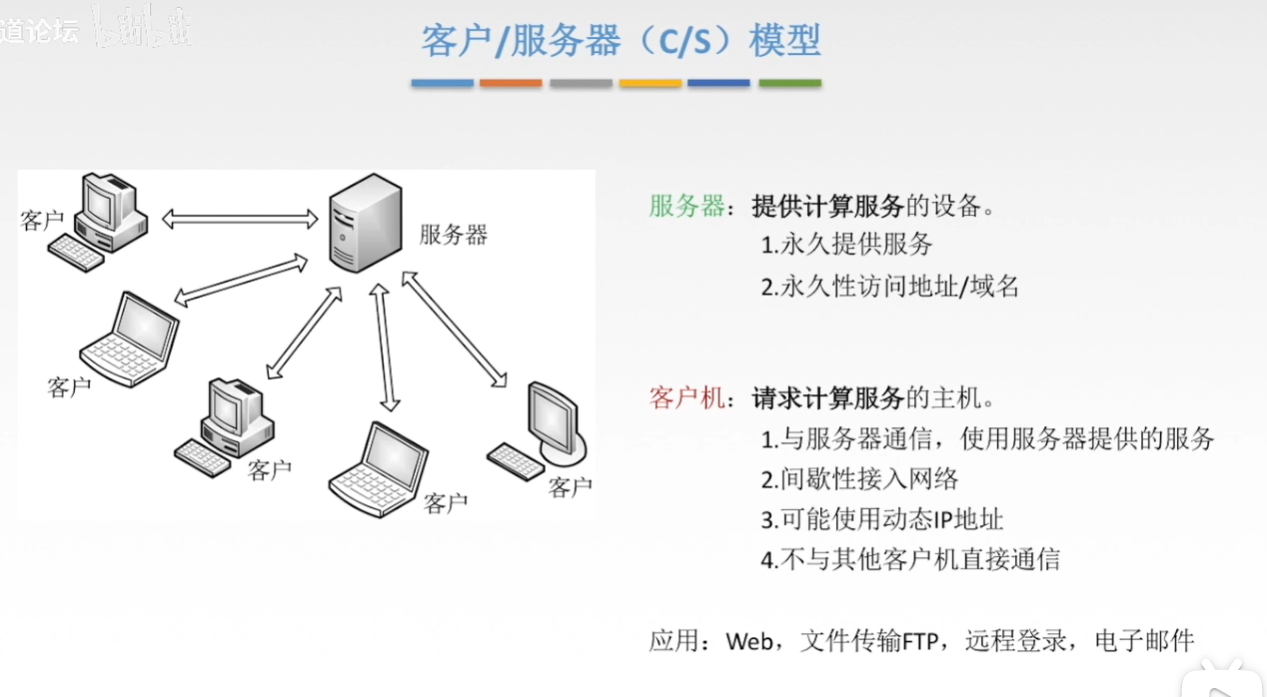 道论坛
bilibili
客户/服务器（C/S）模型
客户
服务器
客户
客户
客户
客户
服务器：提供计算服务的设备。
1.永久提供服务
2.永久性访问地址/域名
客户机：请求计算服务的主机。
1.与服务器通信，使用服务器提供的服务
2.间歇性接入网络
3.可能使用动态IP地址
4.不与其他客户机直接通信
应用：Web，文件传输FTP，远程登录，电子邮件